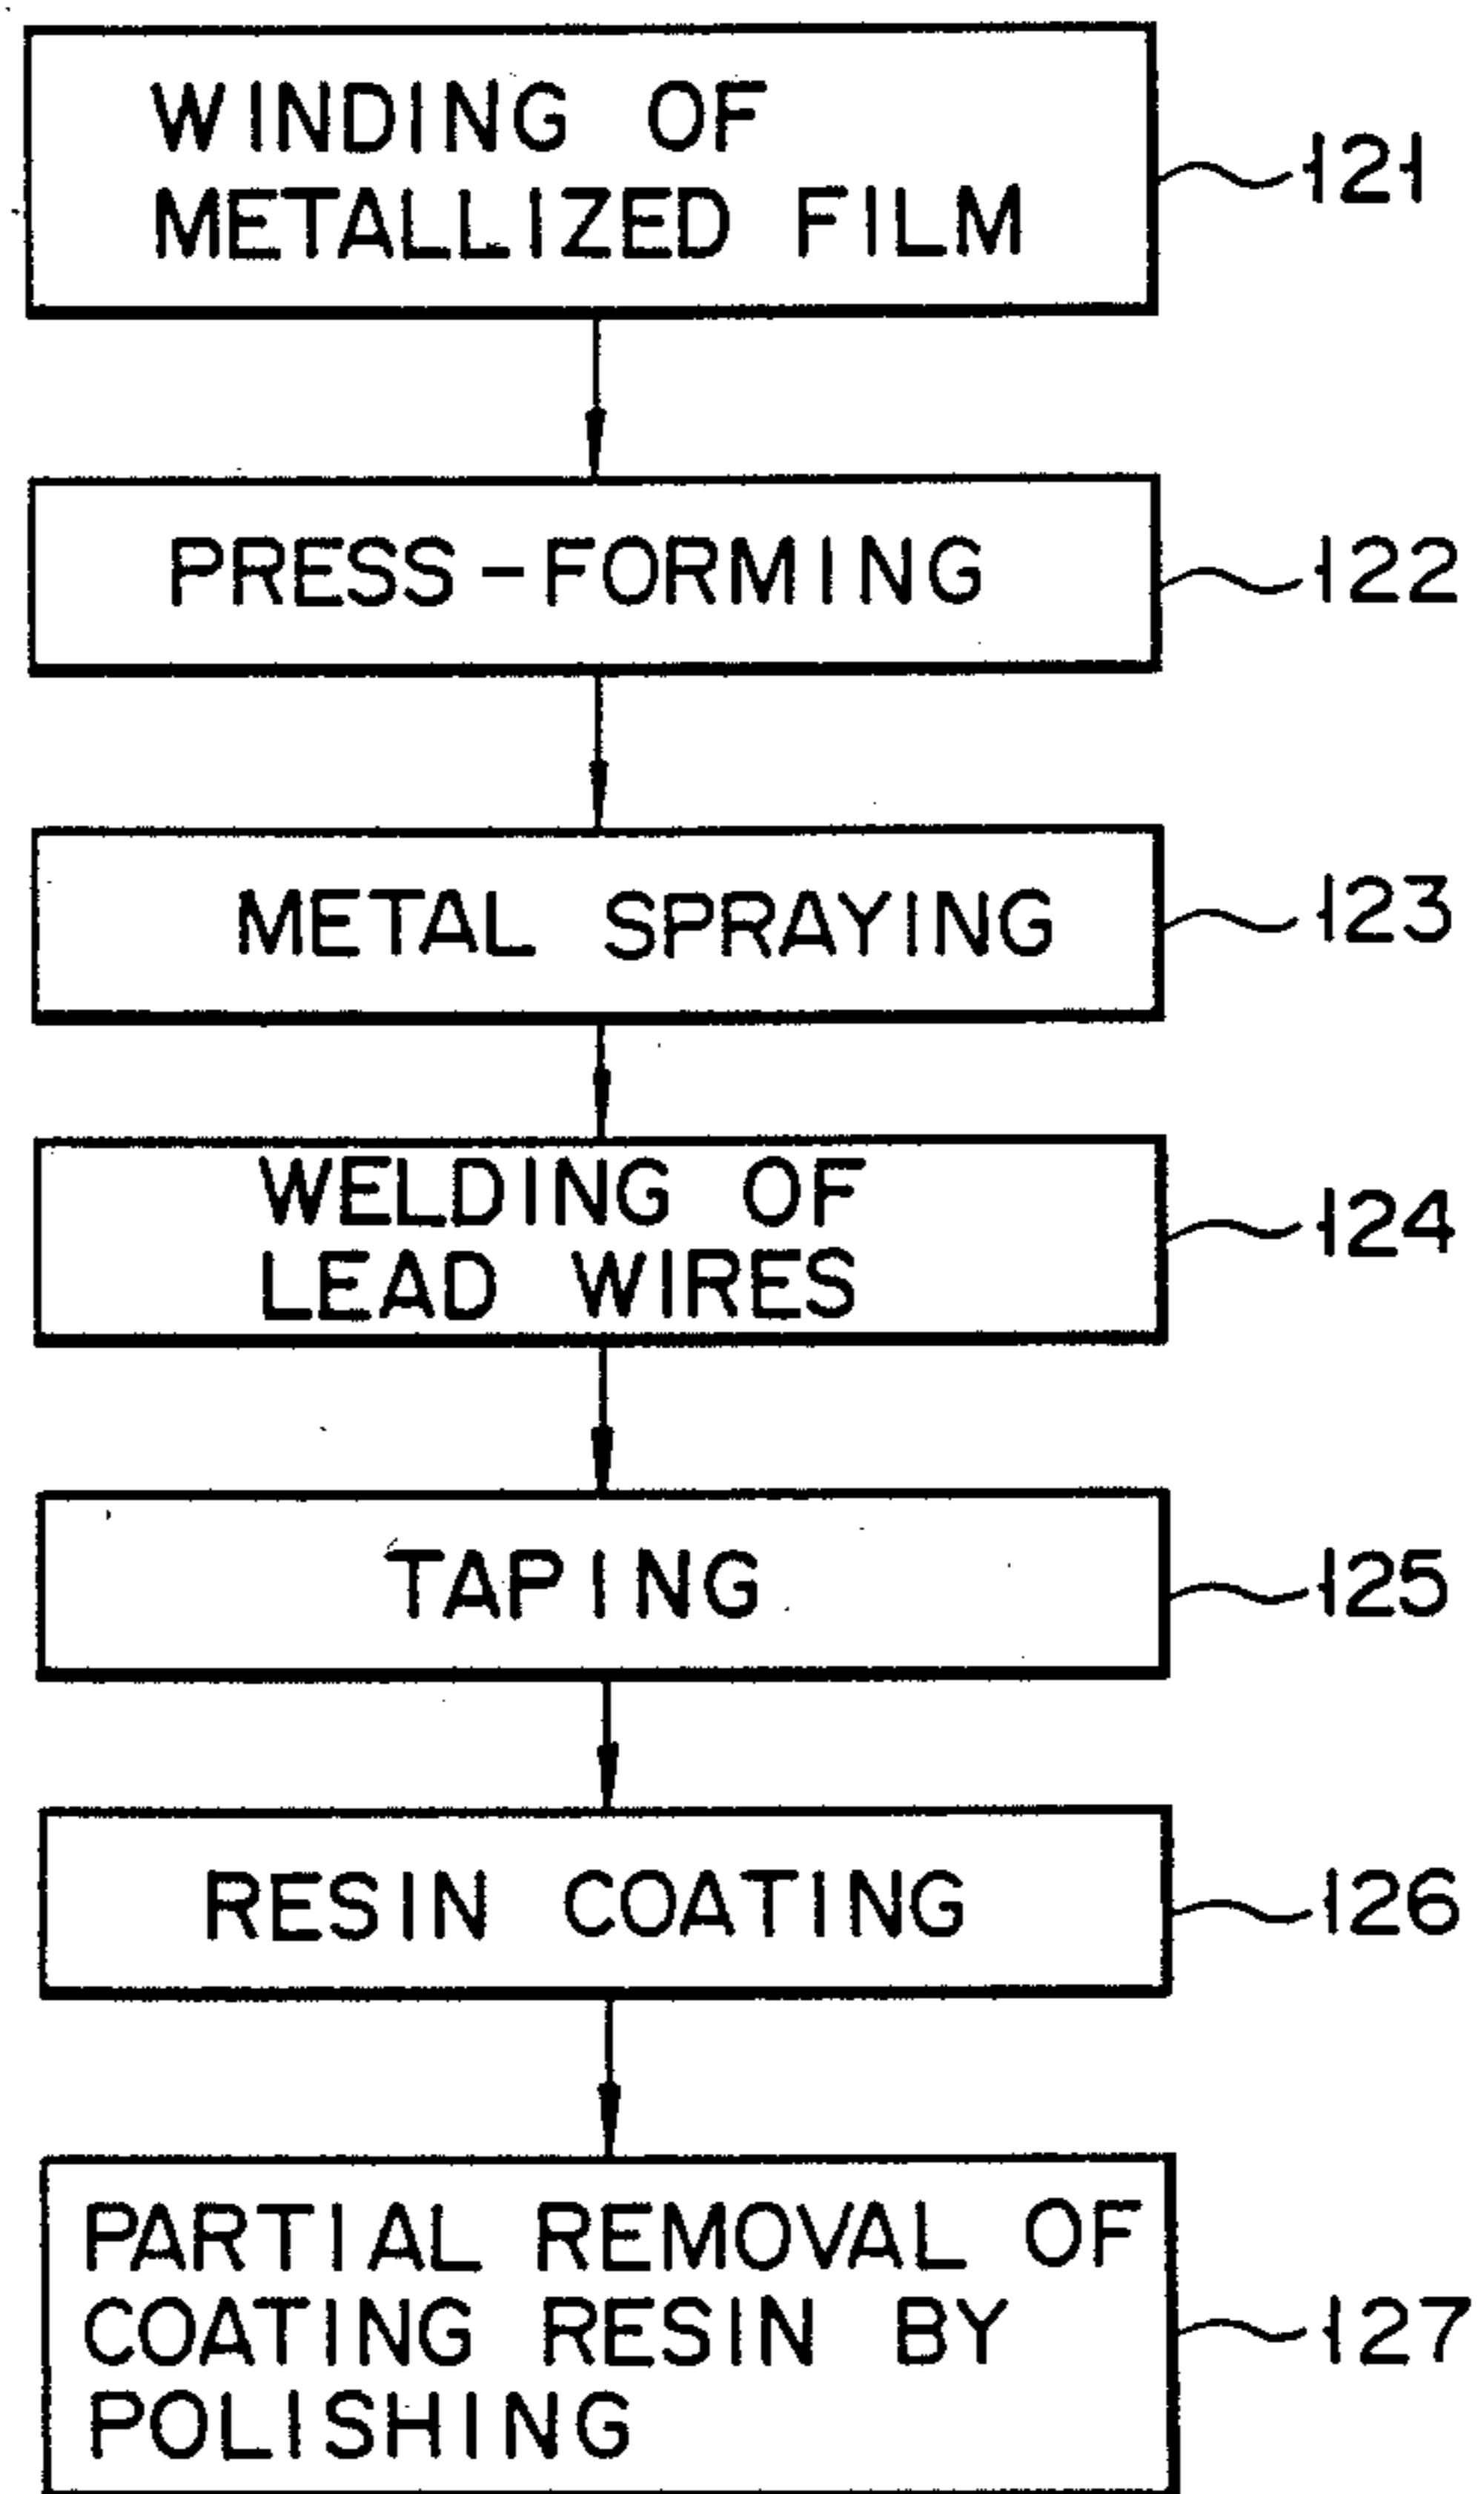 WINDING OF
METALLIZED FILM
121
PRESS-FORMING
122
METAL SPRAYING
123
WELDING OF
LEAD WIRES
124
TAPING
125
RESIN COATING
126
PARTIAL REMOVAL OF
COATING RESIN BY
POLISHING
127